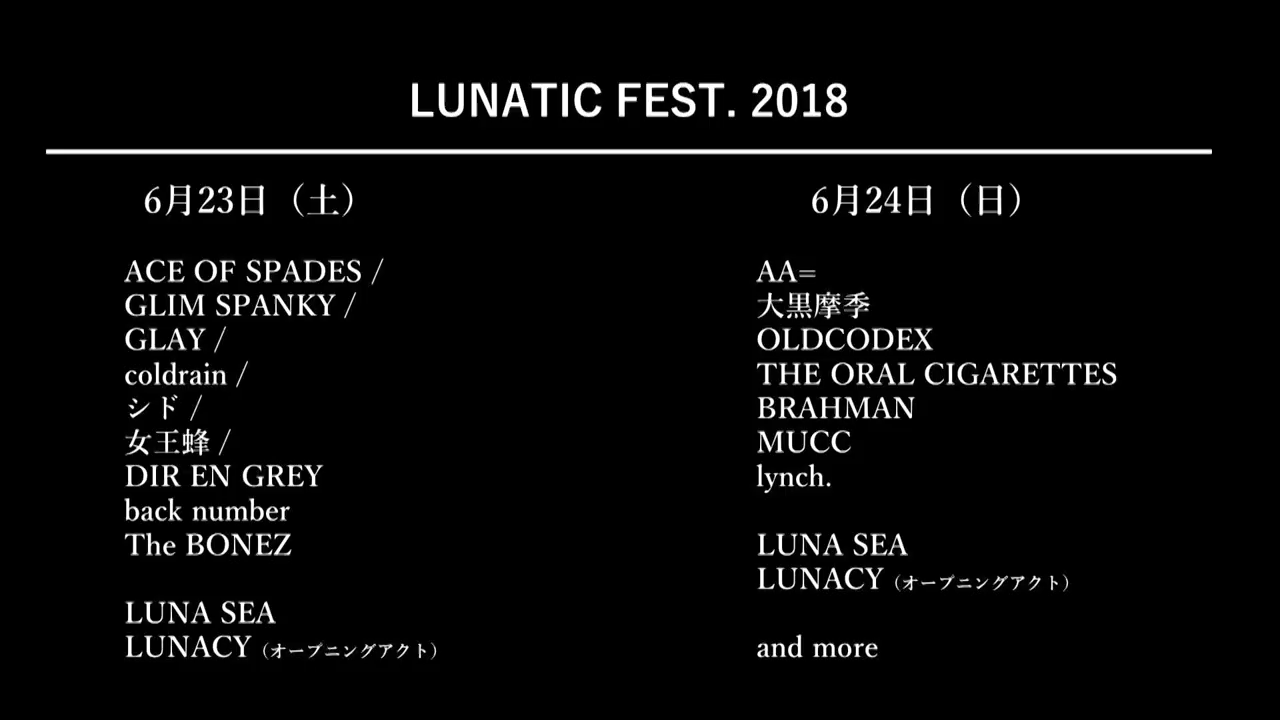 LUNATIC FEST. 2018
6月23日（土）
ACE OF SPADES /
GLIM SPANKY /
GLAY /
coldrain /
シド /
女王蜂 /
DIR EN GREY
back number
The BONEZ
LUNA SEA
LUNACY（オープニングアクト）
6月24日（日）
AA=
大黒摩季
OLDCODEX
THE ORAL CIGARETTES
BRAHMAN
MUCC
lynch.
LUNA SEA
LUNACY（オープニングアクト）
and more